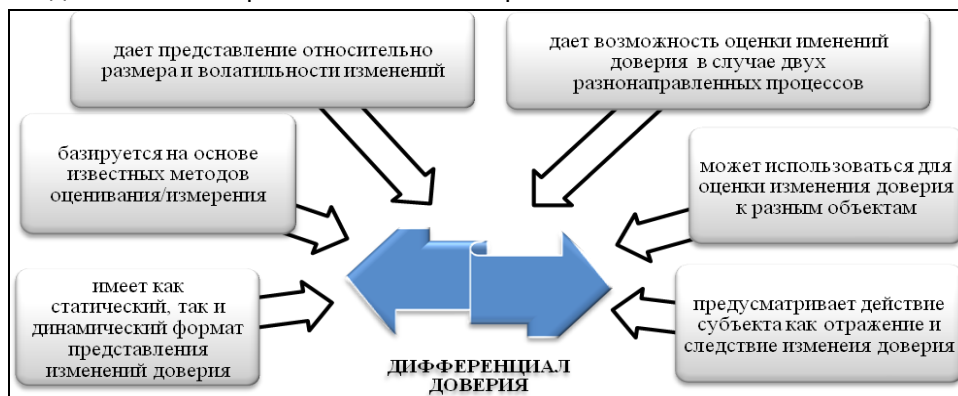 дает представление относительно
размера и волатильности изменений
дает возможность оценки именений
доверия в случае двух
разнонаправленных процессов
базируется на основе
известных методов
оценивания/измерения
может использоваться для
оценки изменения доверия
к разным объектам
имеет как
статический, так и
динамический формат
представления
изменений доверия
предусматривает действие
субъекта как отражение и
следствие изменеия доверия
ДИФФЕРЕНЦИАЛ
ДОВЕРИЯ